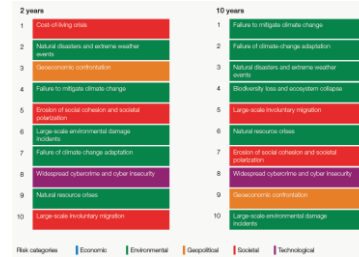 2 years
1 Cost-of-living crisis
2 Natural disasters and extreme weather
events
3 Geoeconomic confrontation
4 Failure to mitigate climate change
5 Erosion of social cohesion and societal
polarization
6 Large-scale environmental damage
incidents
7 Failure of climate change adaptation
8 Widespread cybercrime and cyber insecurity
9 Natural resource crises
10 Large-scale involuntary migration
10 years
1 Failure to mitigate climate change
2 Failure of climate-change adaptation
3 Natural disasters and extreme weather
events
4 Biodiversity loss and ecosystem collapse
5 Large-scale involuntary migration
6 Natural resource crises
7 Erosion of social cohesion and societal
polarization
8 Widespread cybercrime and cyber insecurity
9 Geoeconomic confrontation
10 Large-scale environmental damage
incidents
Risk categories Economic Environmental Geopolitical Societal Technological